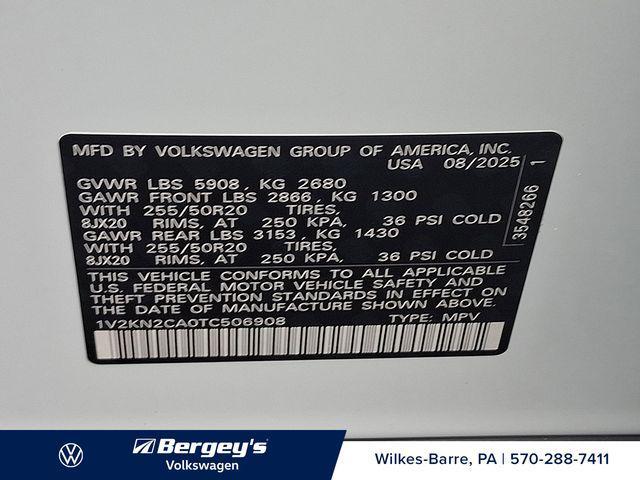 MFD BY VOLKSWAGEN GROUP OF AMERICA, INC.
USA 08/2025
GVWR LBS 5908, KG 2680
GAWR FRONT LBS 2866, KG 1300
WITH 255/50R20 TIRES,
8JX20 RIMS, AT 250 KPA, 36 PSI COLD
GAWR REAR LBS 3153, KG 1430
WITH 255/50R20 TIRES,
8JX20 RIMS, AT 250 KPA, 36 PSI COLD
THIS VEHICLE CONFORMS TO ALL APPLICABLE
U.S. FEDERAL MOTOR VEHICLE SAFETY AND
THEFT PREVENTION STANDARDS IN EFFECT ON
THE DATE OF MANUFACTURE SHOWN ABOVE.
1V2KN2CA0TC506908 TYPE: MPV
3548266 1
Bergey's
Volkswagen
Wilkes-Barre, PA | 570-288-7411